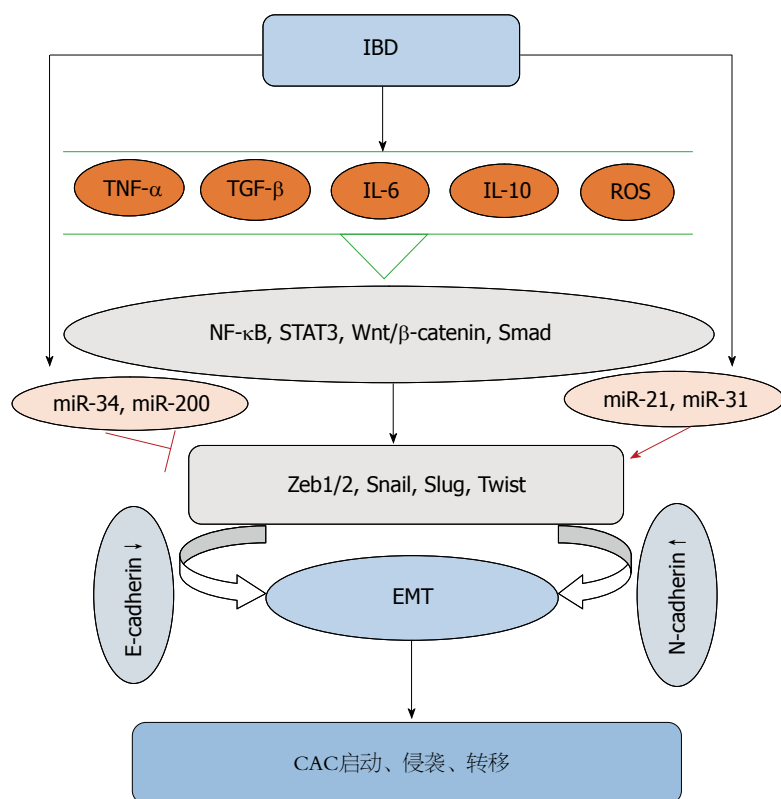 IBD
TNF-α
TGF-β
IL-6
IL-10
ROS
NF-κB, STAT3, Wnt/β-catenin, Smad
miR-34, miR-200
miR-21, miR-31
Zeb1/2, Snail, Slug, Twist
E-cadherin ↓
EMT
N-cadherin ↑
CAC启动、侵袭、转移